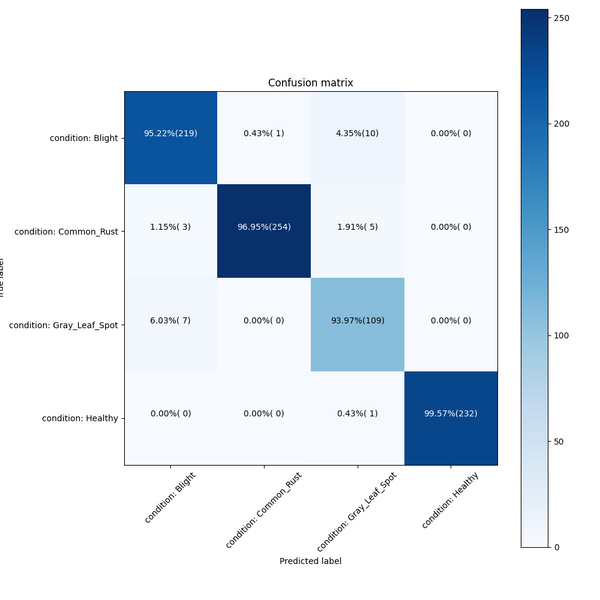 Confusion matrix
250
200
150
100
50
0
True label
condition: Blight
95.22%(219)
0.43%( 1)
4.35%(10)
0.00%( 0)
condition: Common_Rust
1.15%( 3)
96.95%(254)
1.91%( 5)
0.00%( 0)
condition: Gray_Leaf_Spot
6.03%( 7)
0.00%( 0)
93.97%(109)
0.00%( 0)
condition: Healthy
0.00%( 0)
0.00%( 0)
0.43%( 1)
99.57%(232)
condition: Blight
condition: Common_Rust
condition: Gray_Leaf_Spot
condition: Healthy
Predicted label